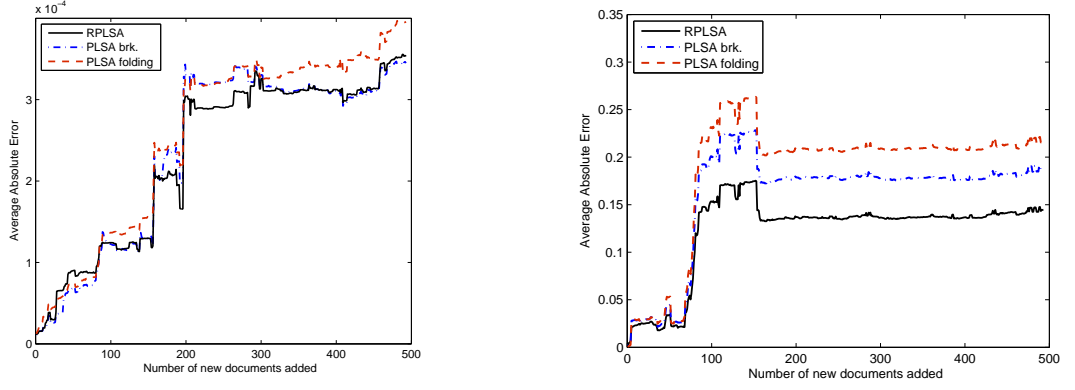 x 10
-4
RPLSA
PLSA brk.
PLSA folding
3
2
1
0
Average Absolute Error
0 100 200 300 400 500
Number of new documents added
0.35
RPLSA
PLSA brk.
PLSA folding
0.3
0.25
0.2
0.15
0.1
0.05
0
Average Absolute Error
0 100 200 300 400 500
Number of new documents added